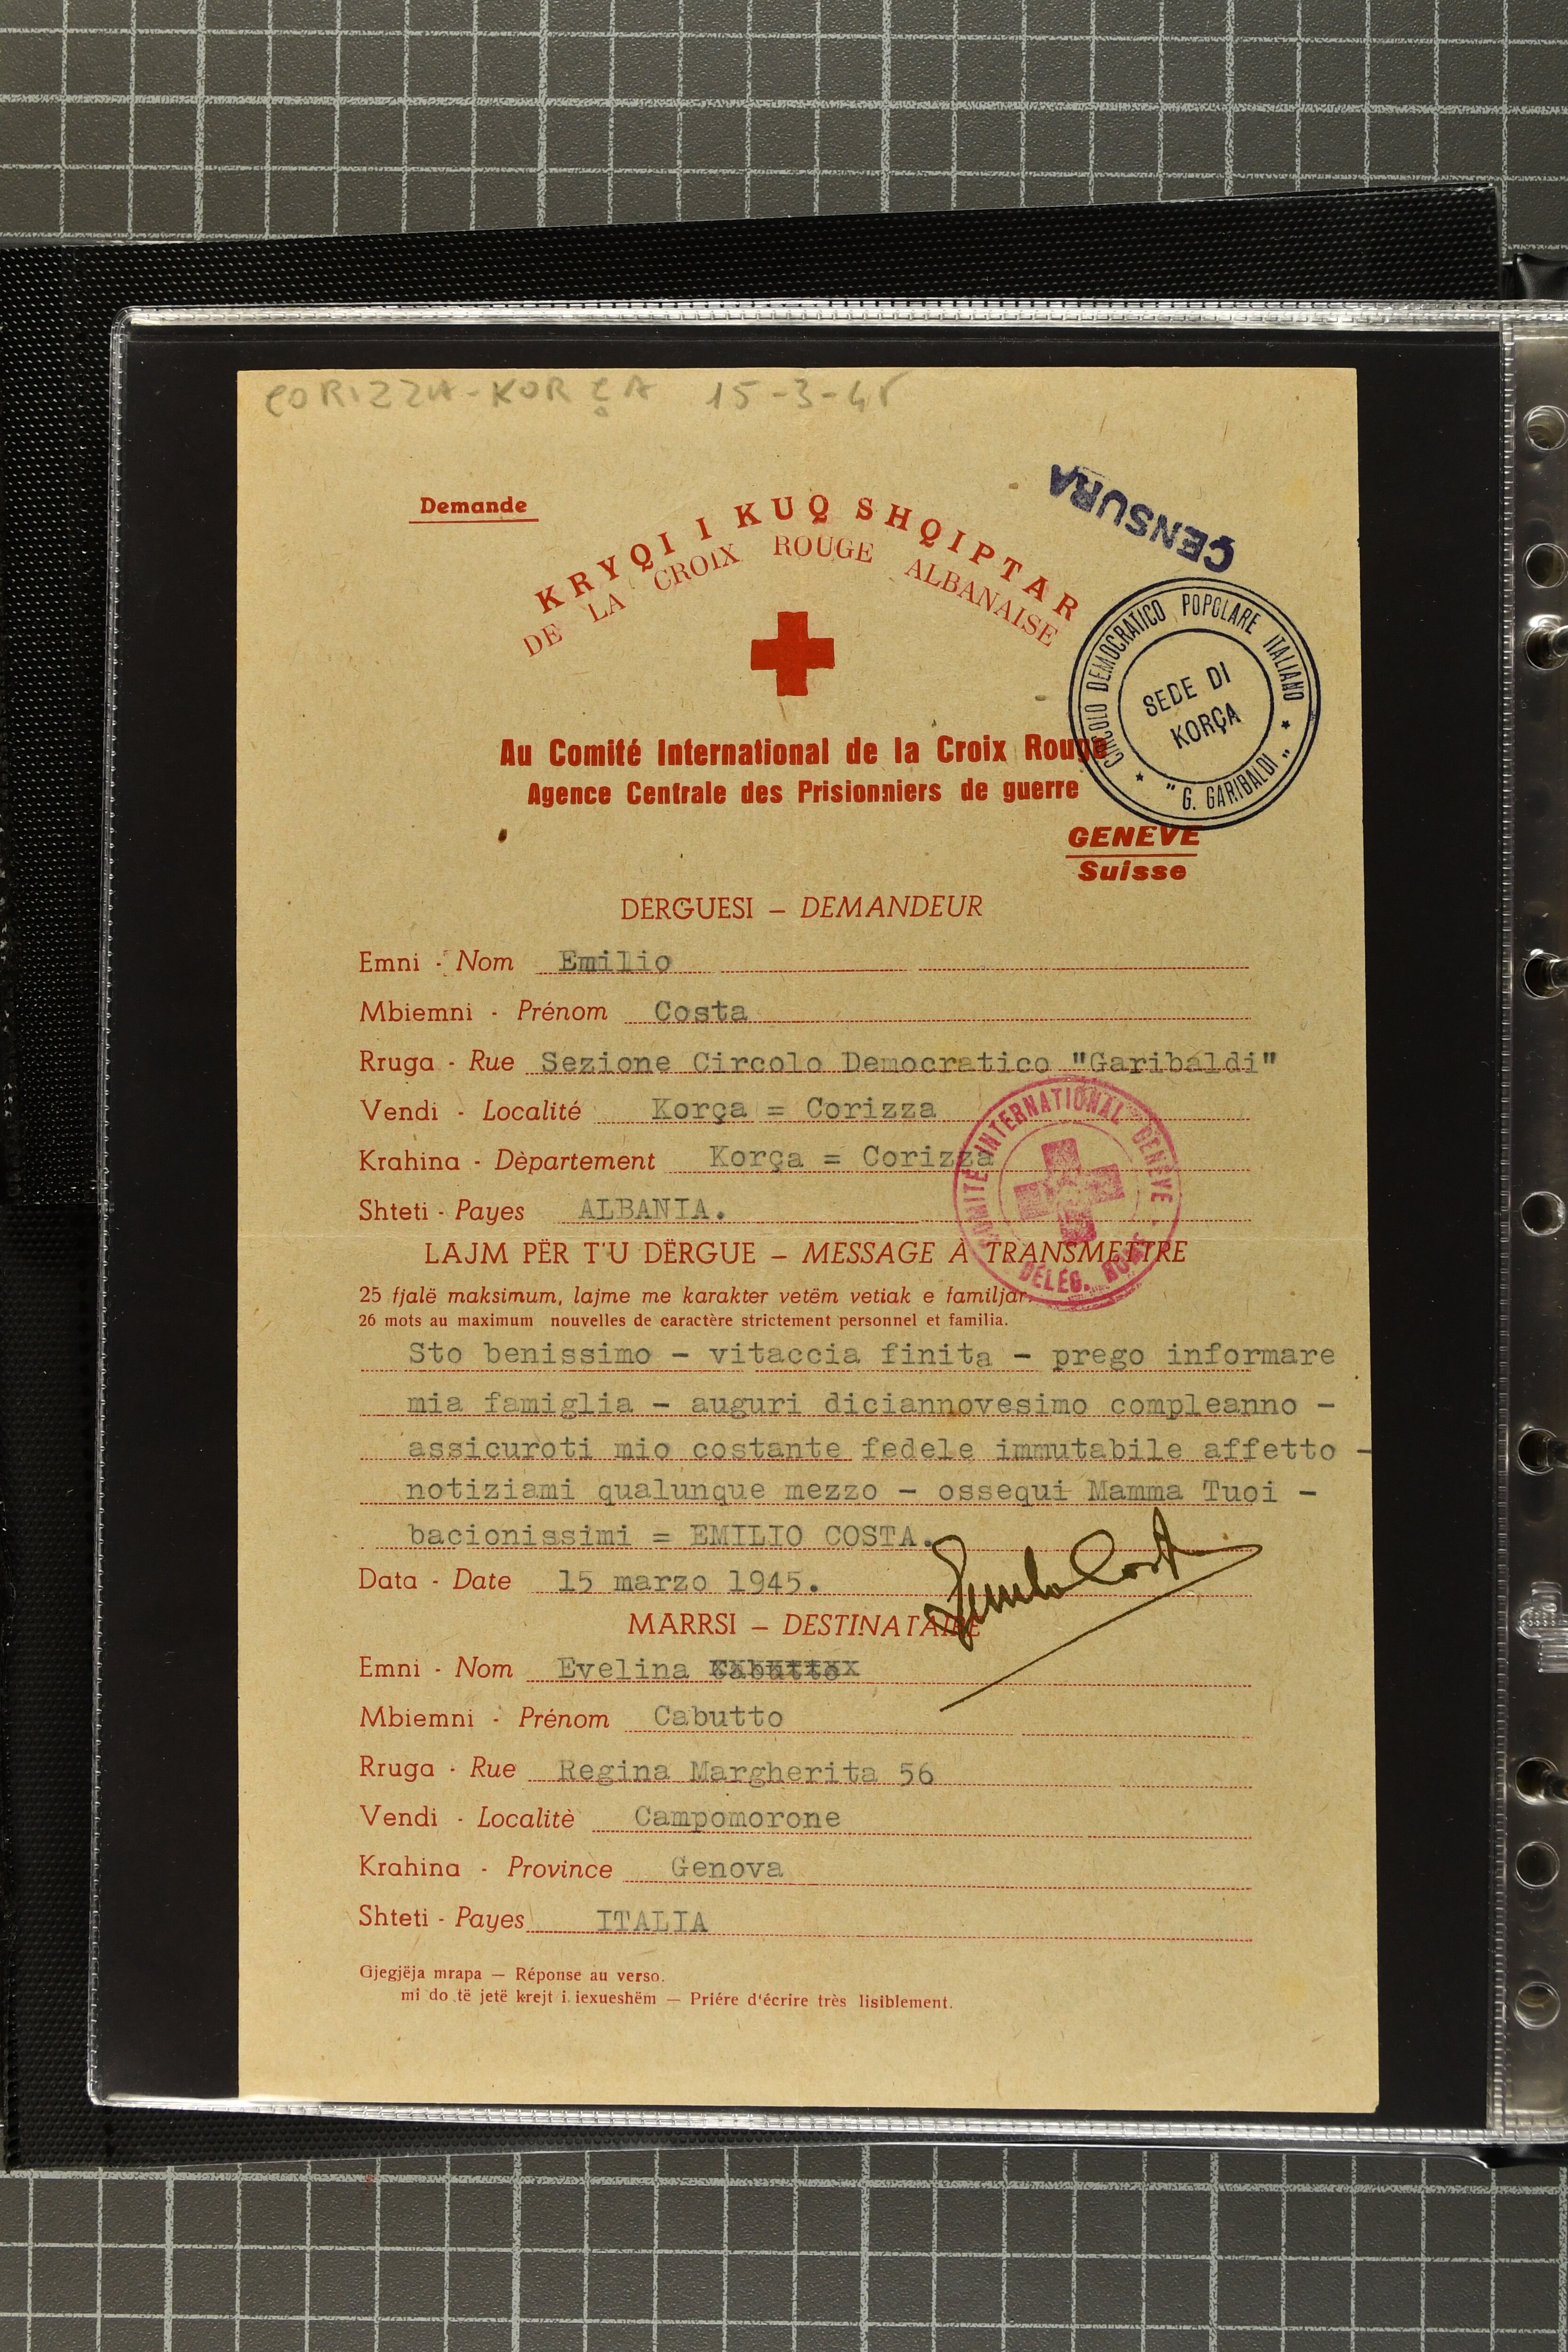 CORIZZA-KORÇA 15-3-45
Demande
KRYQI I KUQ SHQIPTAR
DE LA CROIX ROUGE ALBANAISE
ÇENSURA
CIRCOLO DEMOCRATICO POPOLARE ITALIANO
* "G. GARIBALDI" *
SEDE DI
KORÇA
Au Comité International de la Croix Rouge
Agence Centrale des Prisionniers de guerre
GENEVE
Suisse
DERGUESI – DEMANDEUR
Emni - Nom Emilio
Mbiemni - Prénom Costa
Rruga - Rue Sezione Circolo Democratico "Garibaldi"
Vendi - Localité Korça = Corizza
Krahina - Dèpartement Korça = Corizza
Shteti - Payes ALBANIA.
COMITÉ INTERNATIONAL GENÈVE
DÉLÉG. ROME
LAJM PËR T'U DËRGUE – MESSAGE À TRANSMETTRE
25 fjalë maksimum, lajme me karakter vetëm vetiak e familjar.
26 mots au maximum nouvelles de caractère strictement personnel et familia.
Sto benissimo - vitaccia finita - prego informare
mia famiglia - auguri diciannovesimo compleanno -
assicuroti mio costante fedele immutabile affetto -
notiziami qualunque mezzo - ossequi Mamma Tuoi -
bacionissimi = EMILIO COSTA.
Emilio Costa
Data - Date 15 marzo 1945.
MARRSI – DESTINATAIRE
Emni - Nom Evelina Cabutto
Mbiemni - Prénom Cabutto
Rruga - Rue Regina Margherita 56
Vendi - Localitè Campomorone
Krahina - Province Genova
Shteti - Payes ITALIA
Gjegjëja mrapa — Réponse au verso.
mi do të jetë krejt i iexueshëm — Priére d'écrire très lisiblement.